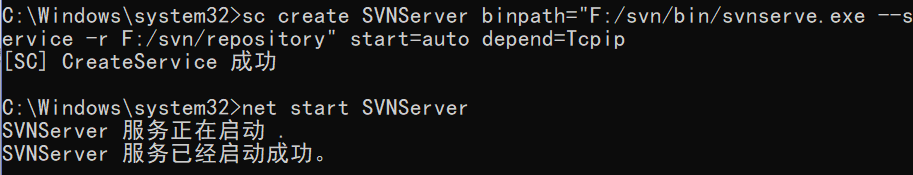 C:\Windows\system32>sc create SVNServer binpath="F:/svn/bin/svnserve.exe --s
ervice -r F:/svn/repository" start=auto depend=Tcpip
[SC] CreateService 成功
C:\Windows\system32>net start SVNServer
SVNServer 服务正在启动 .
SVNServer 服务已经启动成功。